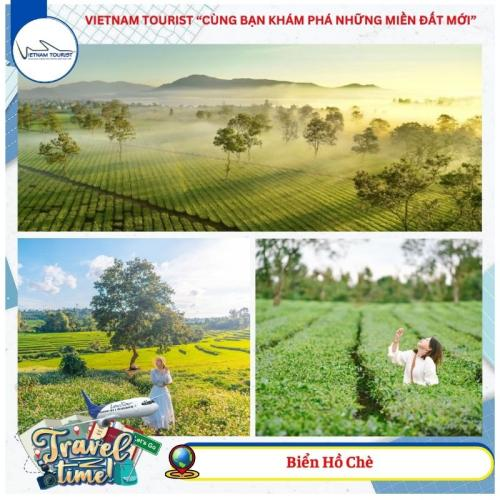 VIETNAM TOURIST “CÙNG BẠN KHÁM PHÁ NHỮNG MIỀN ĐẤT MỚI”
VIETNAM TOURIST
Travel
time!
Let's Go
Biển Hồ Chè